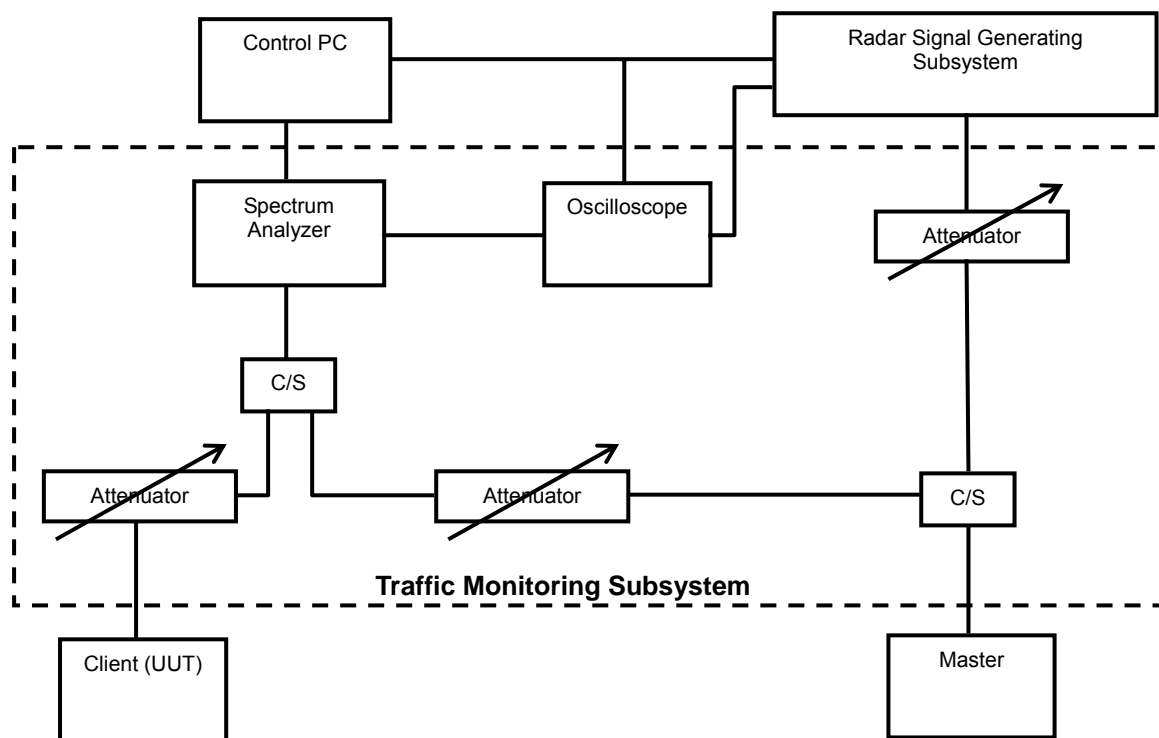 Control PC
Radar Signal Generating
Subsystem
Spectrum
Analyzer
Oscilloscope
Attenuator
C/S
Attenuator
Attenuator
C/S
Traffic Monitoring Subsystem
Client (UUT)
Master